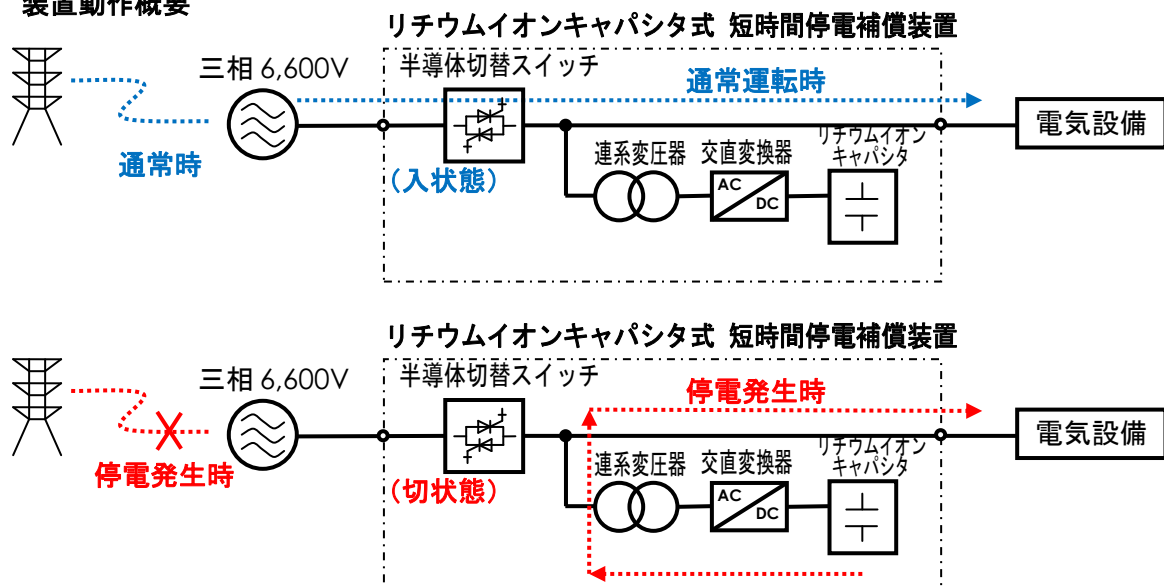 装置動作概要
リチウムイオンキャパシタ式 短時間停電補償装置
三相 6,600V
半導体切替スイッチ
通常運転時
電気設備
通常時
(入状態)
連系変圧器
交直変換器
リチウムイオン
キャパシタ
AC
DC
リチウムイオンキャパシタ式 短時間停電補償装置
三相 6,600V
半導体切替スイッチ
停電発生時
電気設備
停電発生時
(切状態)
連系変圧器
交直変換器
リチウムイオン
キャパシタ
AC
DC